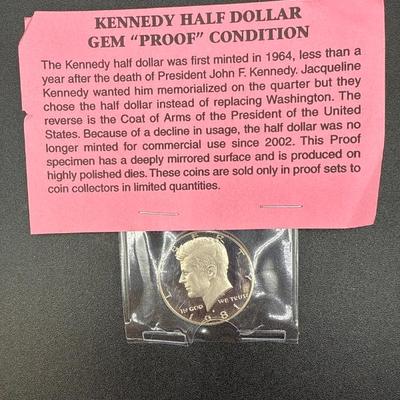 KENNEDY HALF DOLLAR
GEM “PROOF” CONDITION
The Kennedy half dollar was first minted in 1964, less than a
year after the death of President John F. Kennedy. Jacqueline
Kennedy wanted him memorialized on the quarter but they
chose the half dollar instead of replacing Washington. The
reverse is the Coat of Arms of the President of the United
States. Because of a decline in usage, the half dollar was no
longer minted for commercial use since 2002. This Proof
specimen has a deeply mirrored surface and is produced on
highly polished dies. These coins are sold only in proof sets to
coin collectors in limited quantities.
IN GOD WE TRUST
1981